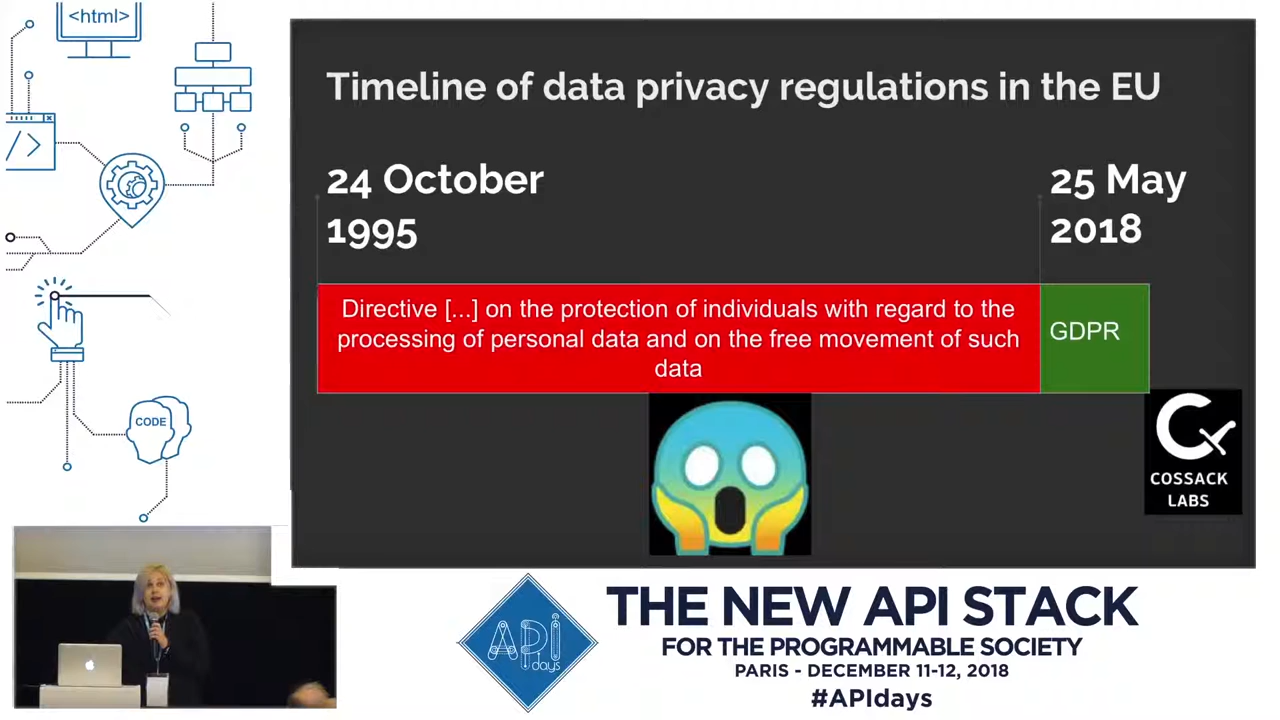 <html>
Timeline of data privacy regulations in the EU
24 October
1995
25 May
2018
Directive [...] on the protection of individuals with regard to the
processing of personal data and on the free movement of such
data
GDPR
</>
CODE
COSSACK
LABS
API
days
THE NEW API STACK
FOR THE PROGRAMMABLE SOCIETY
PARIS - DECEMBER 11-12, 2018
#APIdays